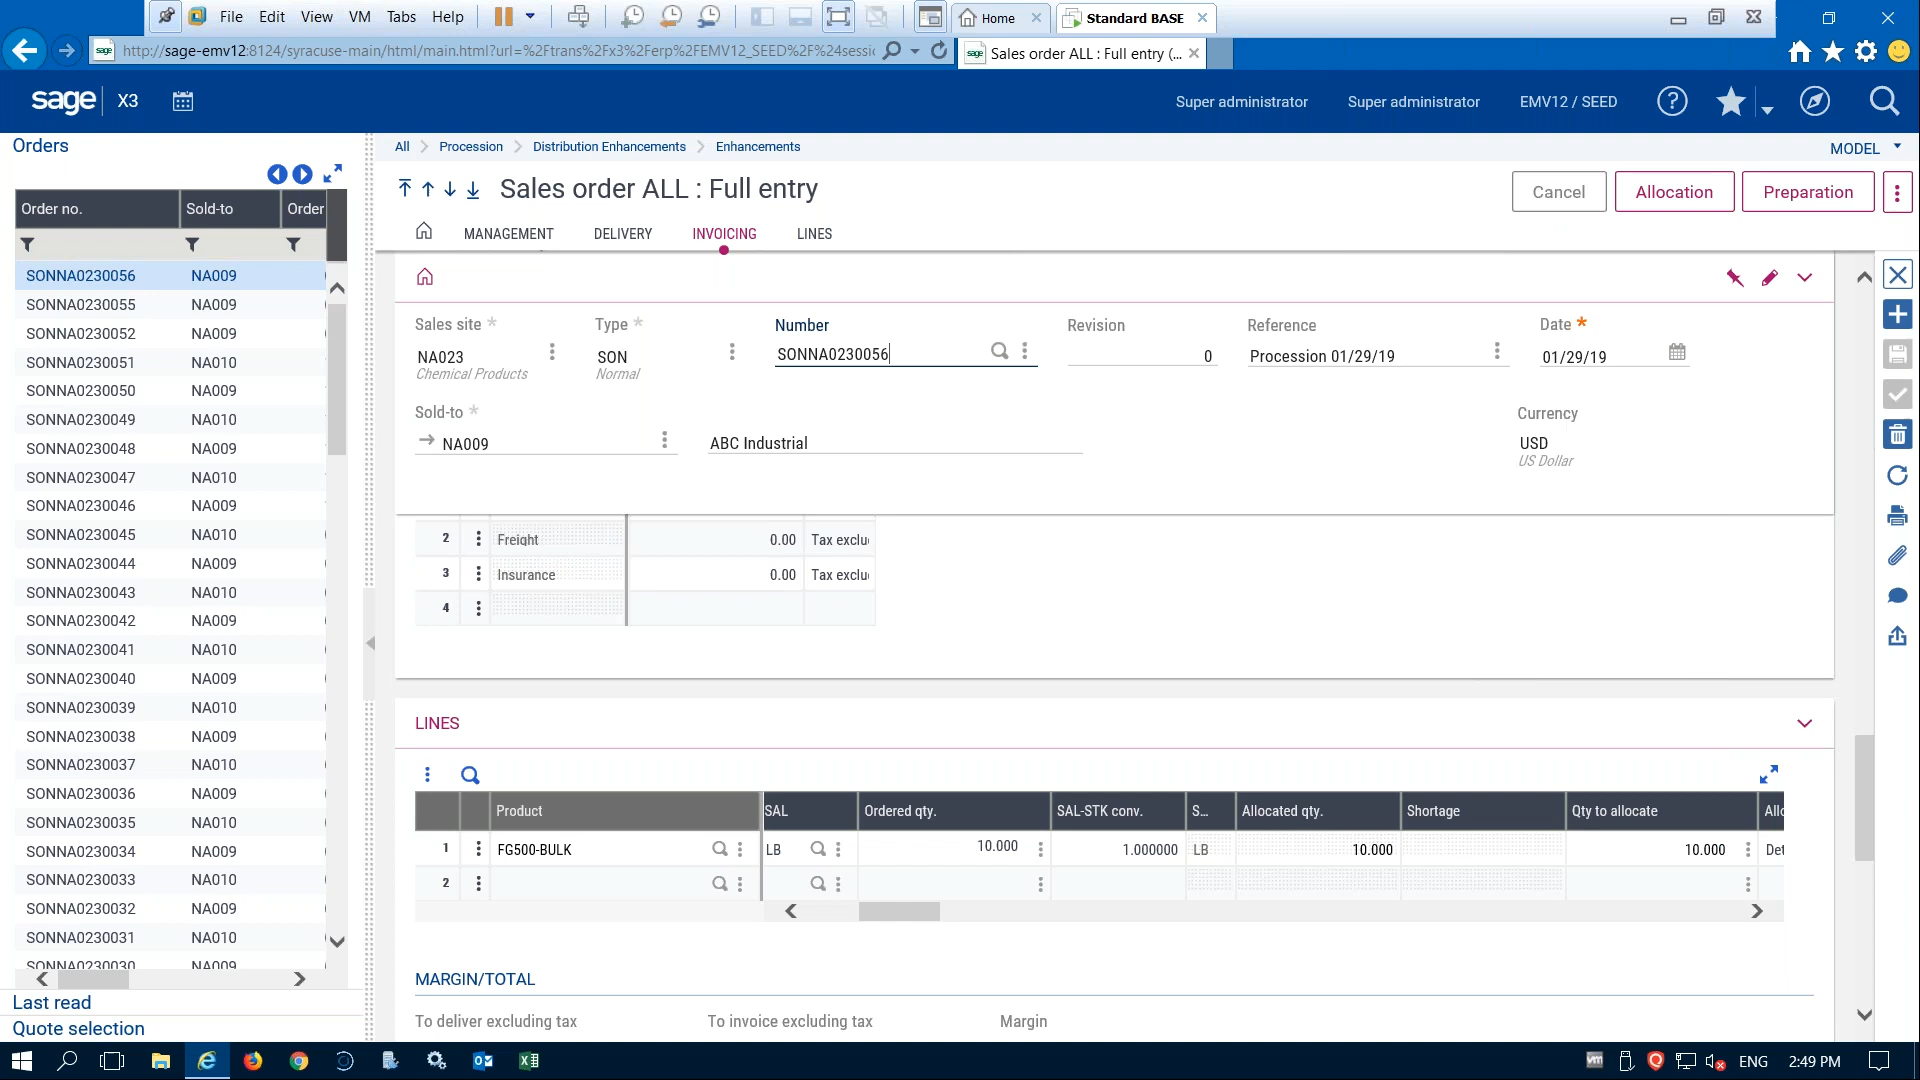 File Edit View VM Tabs Help
Home
Standard BASE
http://sage-emv12:8124/syracuse-main/html/main.html?url=%2Ftrans%2Fx3%2Ferp%2FEMV12_SEED%2F%24sessi
Sales order ALL : Full entry (...
sage X3
Super administrator
Super administrator
EMV12 / SEED
Orders
All
Procession
Distribution Enhancements
Enhancements
MODEL
Sales order ALL : Full entry
Cancel
Allocation
Preparation
MANAGEMENT
DELIVERY
INVOICING
LINES
Order no. Sold-to Order
SONNA0230056 NA009
SONNA0230055 NA009
SONNA0230052 NA009
SONNA0230051 NA010
SONNA0230050 NA009
SONNA0230049 NA010
SONNA0230048 NA009
SONNA0230047 NA010
SONNA0230046 NA009
SONNA0230045 NA010
SONNA0230044 NA009
SONNA0230043 NA010
SONNA0230042 NA009
SONNA0230041 NA010
SONNA0230040 NA009
SONNA0230039 NA010
SONNA0230038 NA009
SONNA0230037 NA010
SONNA0230036 NA009
SONNA0230035 NA010
SONNA0230034 NA009
SONNA0230033 NA010
SONNA0230032 NA009
SONNA0230031 NA010
SONNA0230030 NA009
Last read
Quote selection
Sales site * Type * Number Revision Reference Date *
NA023 SON SONNA0230056 0 Procession 01/29/19 01/29/19
Chemical Products Normal
Sold-to * Currency
NA009 ABC Industrial USD
US Dollar
2 Freight 0.00 Tax exclu
3 Insurance 0.00 Tax exclu
4
LINES
Product SAL Ordered qty. SAL-STK conv. S... Allocated qty. Shortage Qty to allocate Allo
1 FG500-BULK LB 10.000 1.000000 LB 10.000 10.000 Det
2
MARGIN/TOTAL
To deliver excluding tax To invoice excluding tax Margin
ENG 2:49 PM